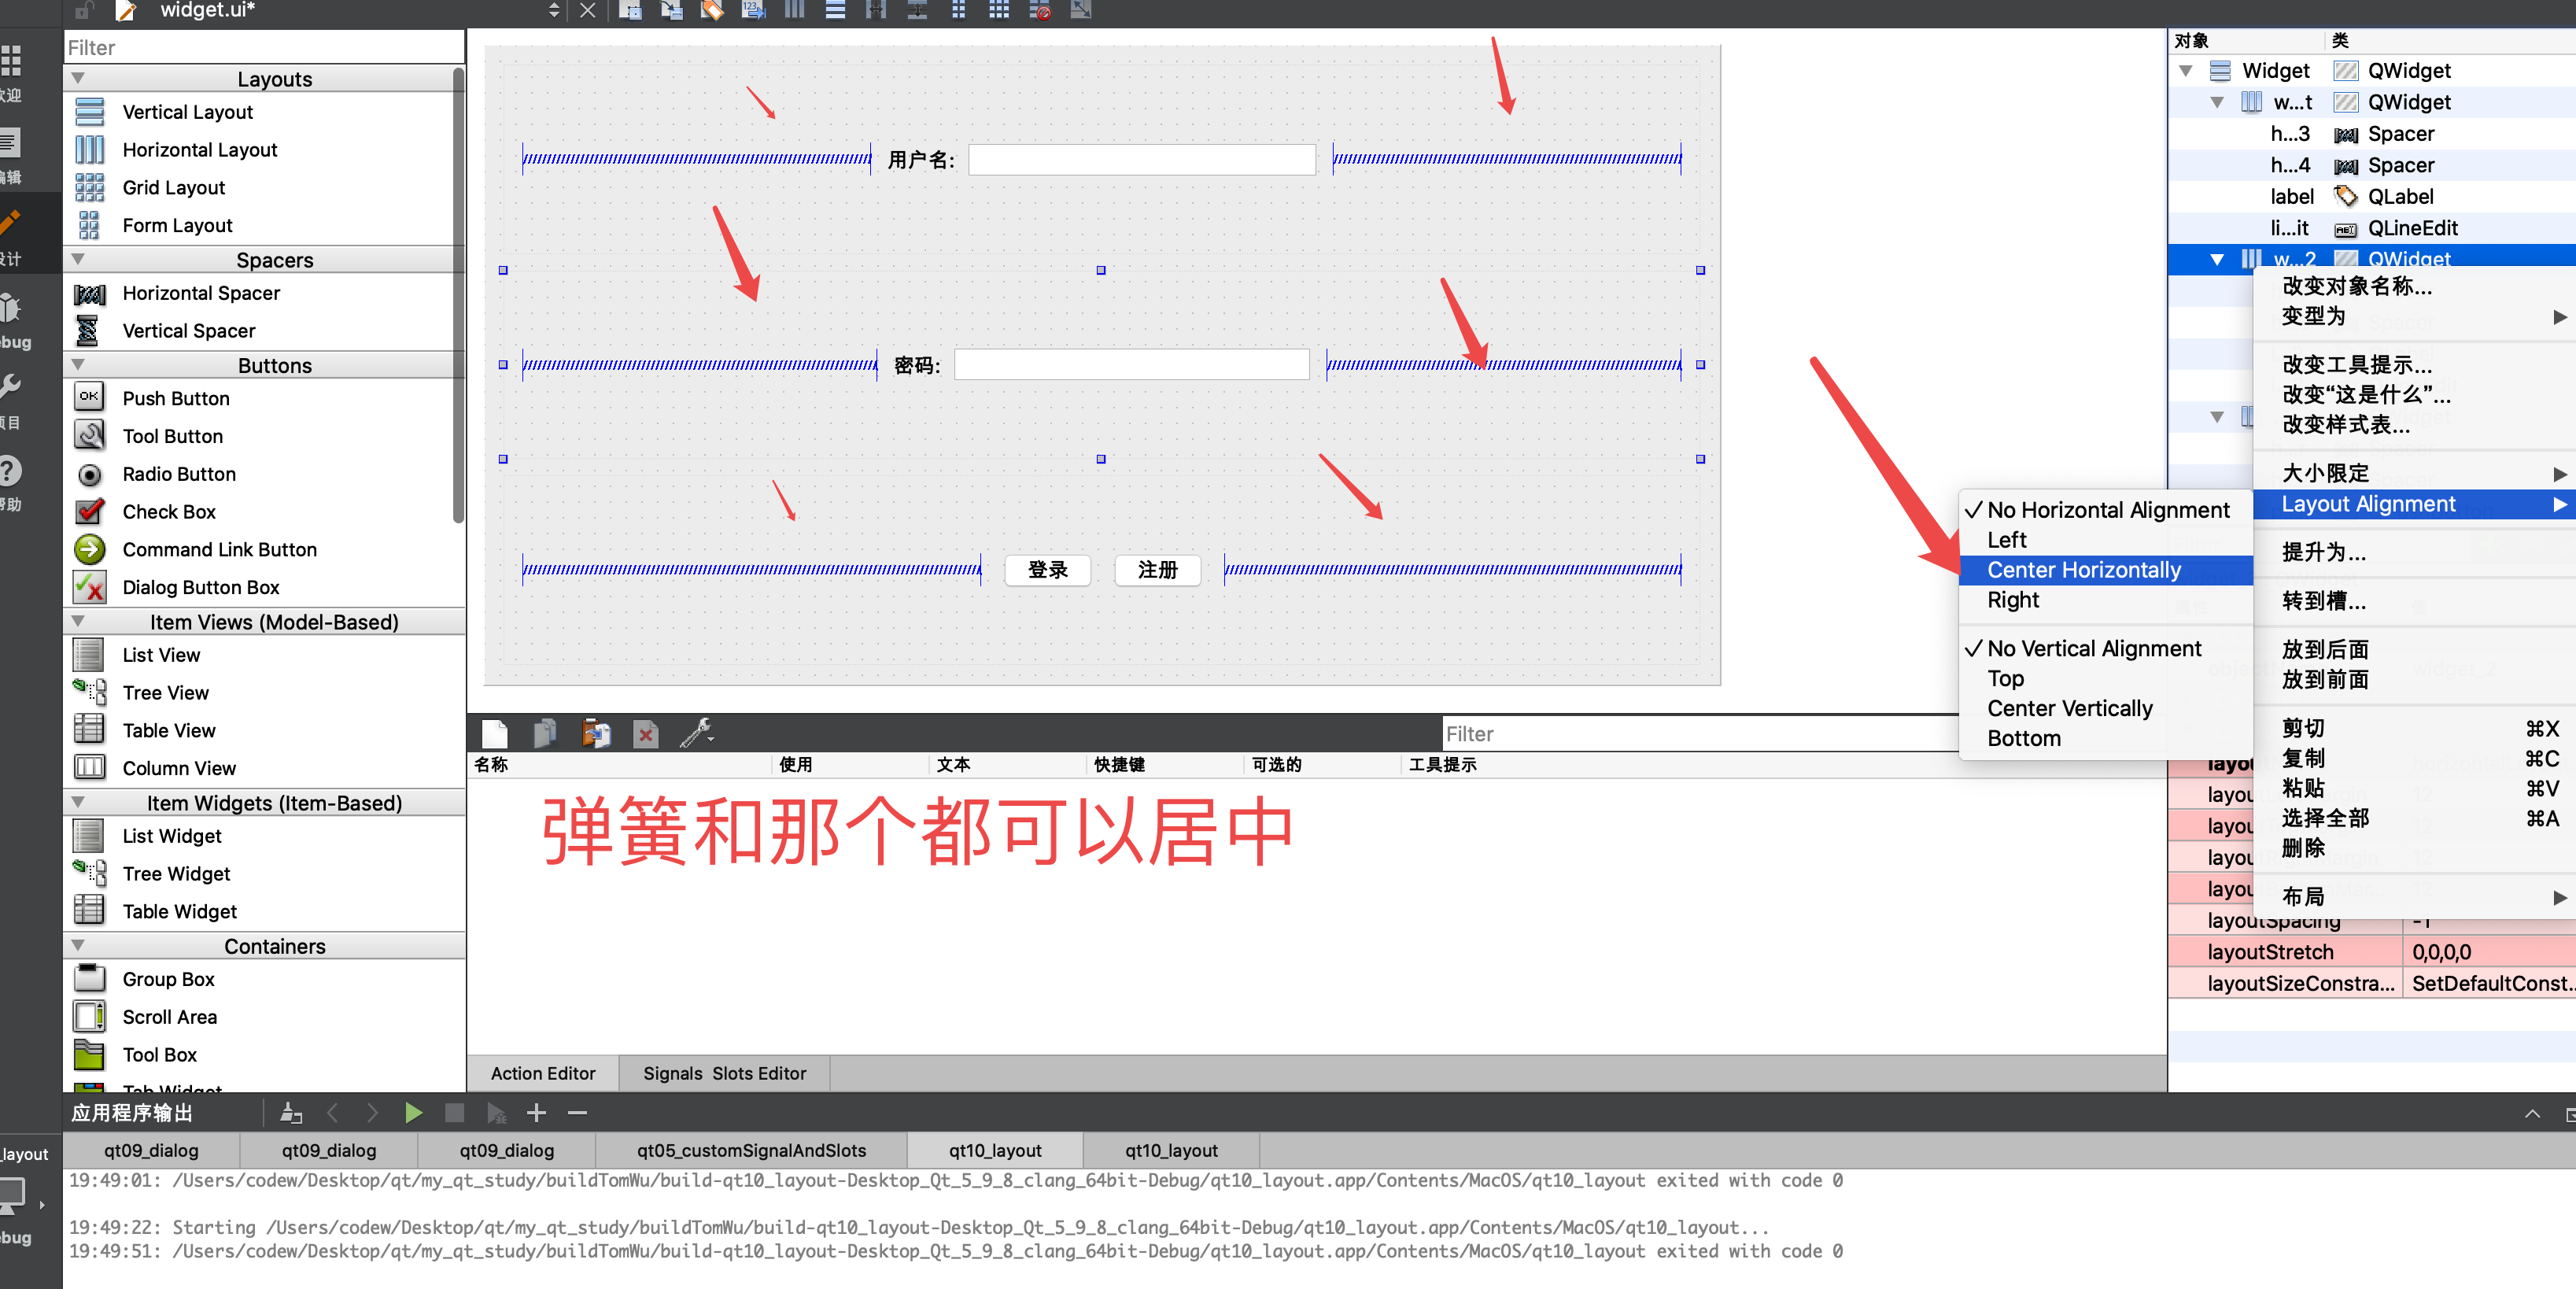 widget.ui*
Filter
Layouts
Vertical Layout
Horizontal Layout
Grid Layout
Form Layout
Spacers
Horizontal Spacer
Vertical Spacer
Buttons
OK Push Button
Tool Button
Radio Button
Check Box
Command Link Button
Dialog Button Box
Item Views (Model-Based)
List View
Tree View
Table View
Column View
Item Widgets (Item-Based)
List Widget
Tree Widget
Table Widget
Containers
Group Box
Scroll Area
Tool Box
Tab Widget
欢迎
编辑
设计
ebug
项目
帮助
_layout
ebug
用户名:
密码:
登录 注册
对象 类
Widget QWidget
w...t QWidget
h...3 Spacer
h...4 Spacer
label QLabel
li...it QLineEdit
w...2 QWidget
改变对象名称...
变型为
改变工具提示...
改变“这是什么”...
改变样式表...
大小限定
Layout Alignment
提升为...
转到槽...
放到后面
放到前面
剪切 ⌘X
复制 ⌘C
粘贴 ⌘V
选择全部 ⌘A
删除
布局
✓ No Horizontal Alignment
Left
Center Horizontally
Right
✓ No Vertical Alignment
Top
Center Vertically
Bottom
layou
layou
layou
layou
layou
layoutSpacing -1
layoutStretch 0,0,0,0
layoutSizeConstra... SetDefaultConst...
Filter
名称 使用 文本 快捷键 可选的 工具提示
弹簧和那个都可以居中
Action Editor Signals Slots Editor
应用程序输出
qt09_dialog qt09_dialog qt09_dialog qt05_customSignalAndSlots qt10_layout qt10_layout
19:49:01: /Users/codew/Desktop/qt/my_qt_study/buildTomWu/build-qt10_layout-Desktop_Qt_5_9_8_clang_64bit-Debug/qt10_layout.app/Contents/MacOS/qt10_layout exited with code 0
19:49:22: Starting /Users/codew/Desktop/qt/my_qt_study/buildTomWu/build-qt10_layout-Desktop_Qt_5_9_8_clang_64bit-Debug/qt10_layout.app/Contents/MacOS/qt10_layout...
19:49:51: /Users/codew/Desktop/qt/my_qt_study/buildTomWu/build-qt10_layout-Desktop_Qt_5_9_8_clang_64bit-Debug/qt10_layout.app/Contents/MacOS/qt10_layout exited with code 0